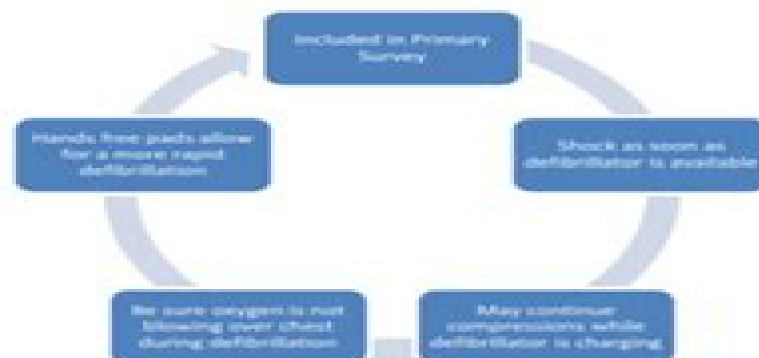 Included in Primary
Survey
Shock as soon as
defibrillator is available
May continue
compressions while
defibrillator is charging
Be sure oxygen is not
blowing over chest
during defibrillation
Hands free pads allow
for a more rapid
defibrillation